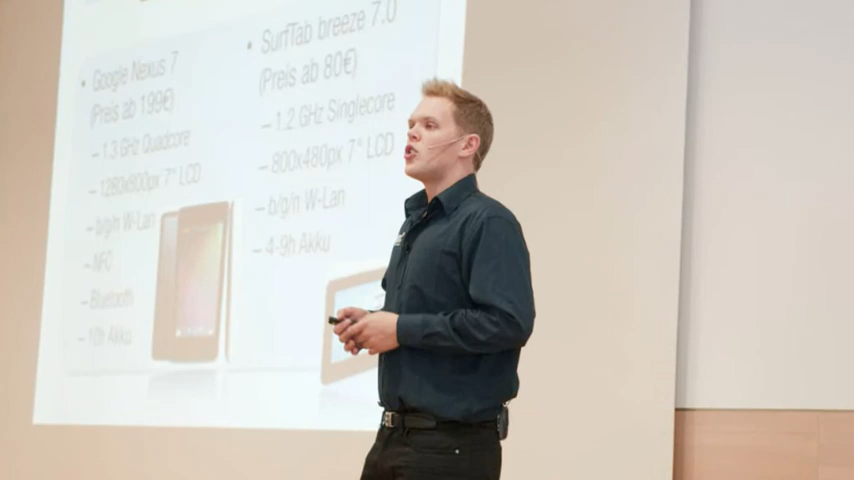 • Google Nexus 7
(Preis ab 199€)
– 1.3 GHz Quadcore
– 1280x800px 7" LCD
– b/g/n W-Lan
– NFC
– Bluetooth
– 10h Akku
• SurfTab breeze 7.0
(Preis ab 80€)
– 1.2 GHz Singlecore
– 800x480px 7" LCD
– b/g/n W-Lan
– 4-9h Akku